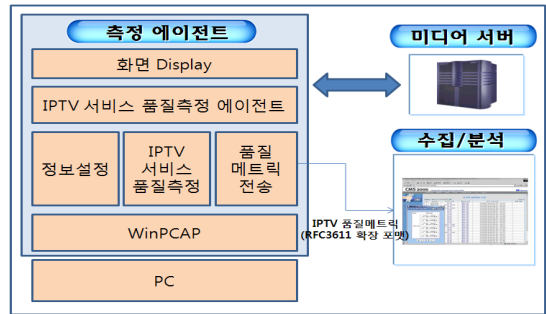 측정 에이전트
화면 Display
IPTV 서비스 품질측정 에이전트
정보설정
IPTV
서비스
품질측정
품질
메트릭
전송
WinPCAP
PC
미디어 서버
수집/분석
IPTV 품질메트릭
(RFC3611 확장 포맷)